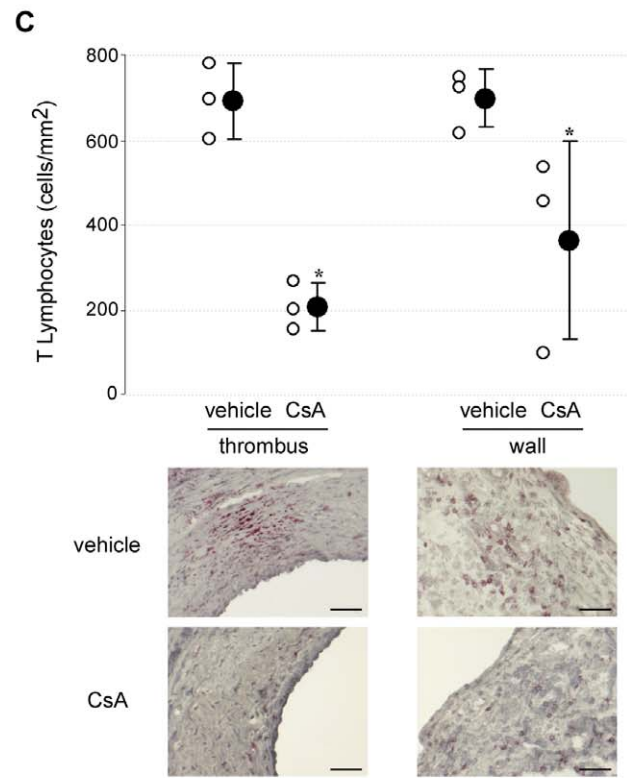 C
T Lymphocytes (cells/mm2)
800
600
400
200
0
*
*
vehicle CsA vehicle CsA
thrombus wall
vehicle
CsA